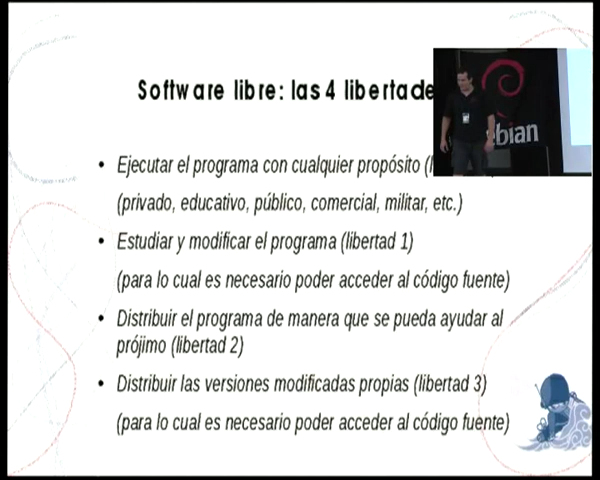 Software libre: las 4 libertade
Ejecutar el programa con cualquier propósito (l
(privado, educativo, público, comercial, militar, etc.)
Estudiar y modificar el programa (libertad 1)
(para lo cual es necesario poder acceder al código fuente)
Distribuir el programa de manera que se pueda ayudar al
prójimo (libertad 2)
Distribuir las versiones modificadas propias (libertad 3)
(para lo cual es necesario poder acceder al código fuente)
ebian